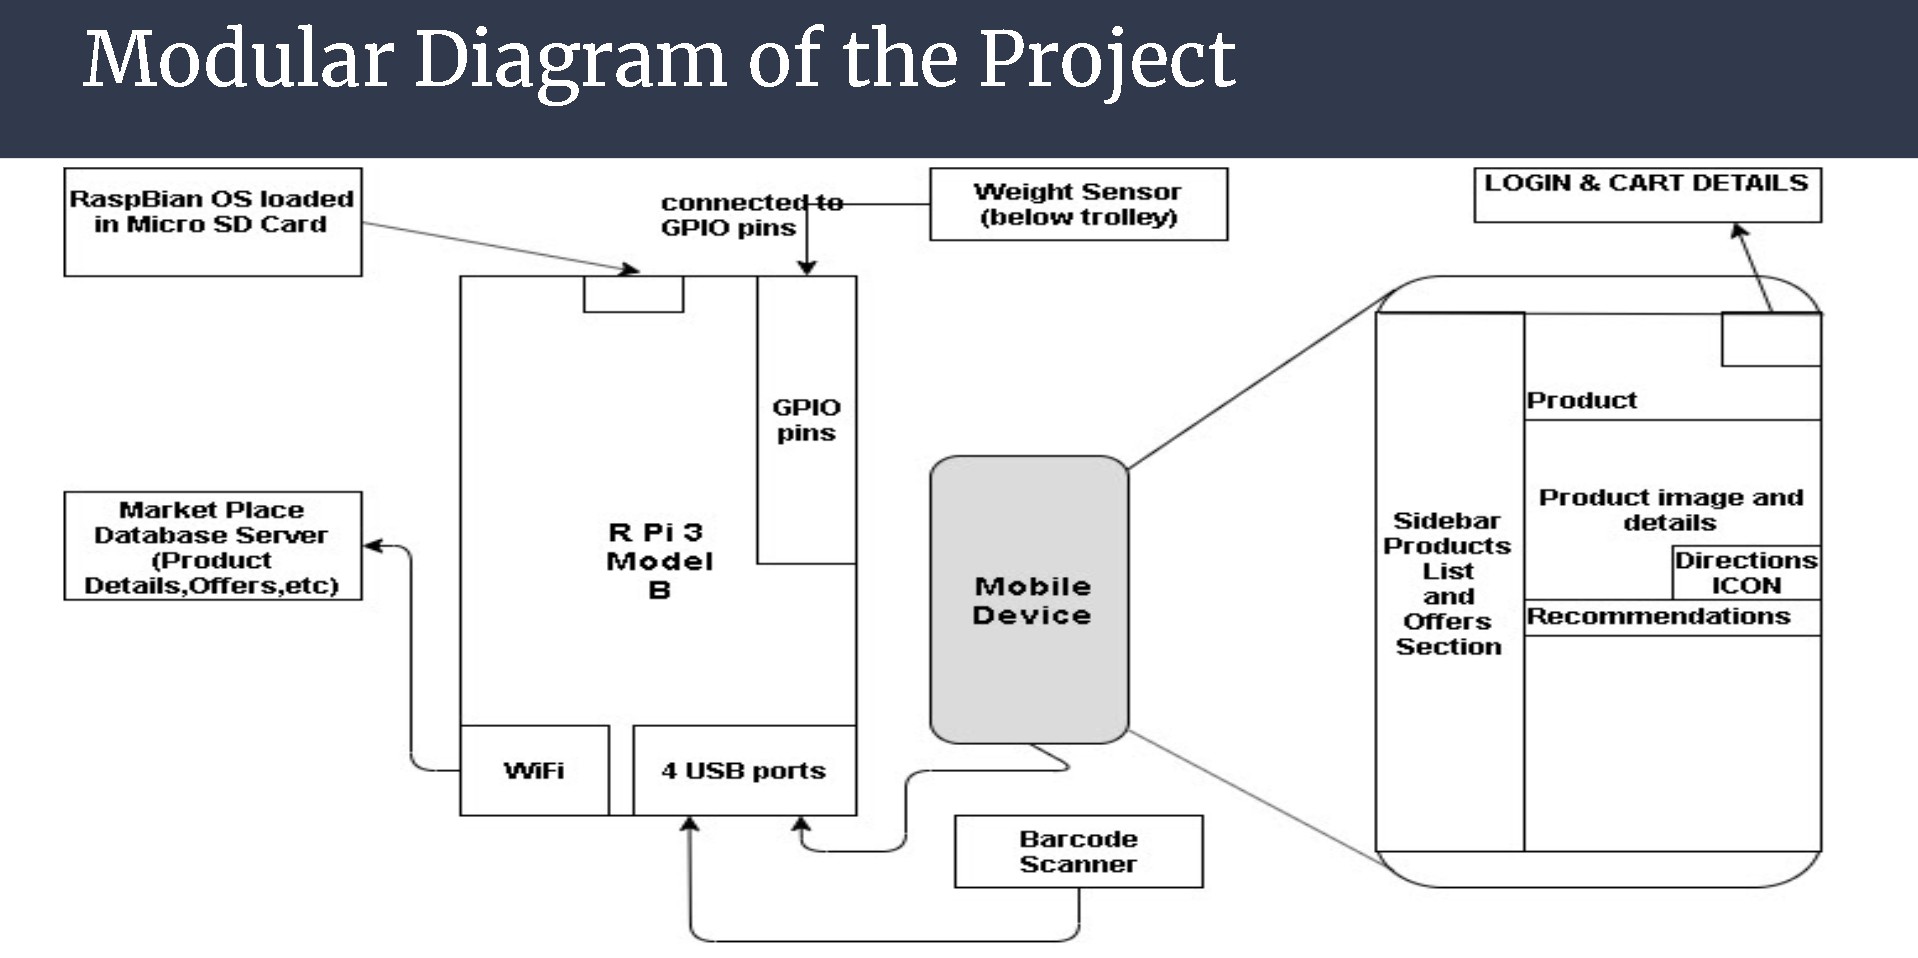 Modular Diagram of the Project
RaspBian OS loaded
in Micro SD Card
connected to
GPIO pins
Weight Sensor
(below trolley)
LOGIN & CART DETAILS
GPIO
pins
R Pi 3
Model
B
Market Place
Database Server
(Product
Details,Offers,etc)
WiFi
4 USB ports
Mobile
Device
Barcode
Scanner
Sidebar
Products
List
and
Offers
Section
Product
Product image and
details
Directions
ICON
Recommendations